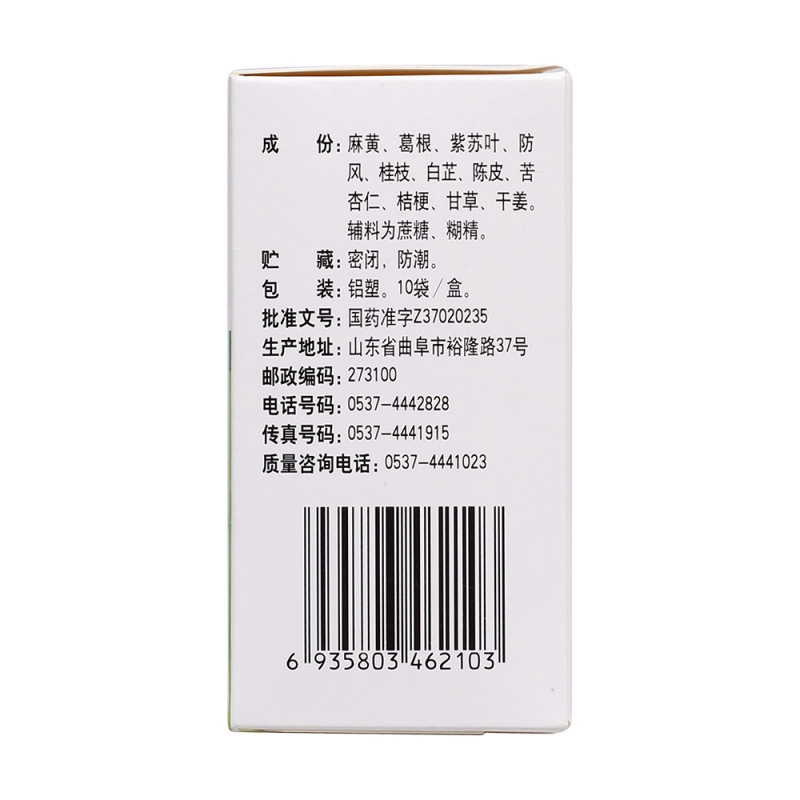 成 份：麻黄、葛根、紫苏叶、防
风、桂枝、白芷、陈皮、苦
杏仁、桔梗、甘草、干姜。
辅料为蔗糖、糊精。
贮 藏：密闭，防潮。
包 装：铝塑。10袋／盒。
批准文号：国药准字Z37020235
生产地址：山东省曲阜市裕隆路37号
邮政编码：273100
电话号码：0537-4442828
传真号码：0537-4441915
质量咨询电话：0537-4441023
6 935803 462103